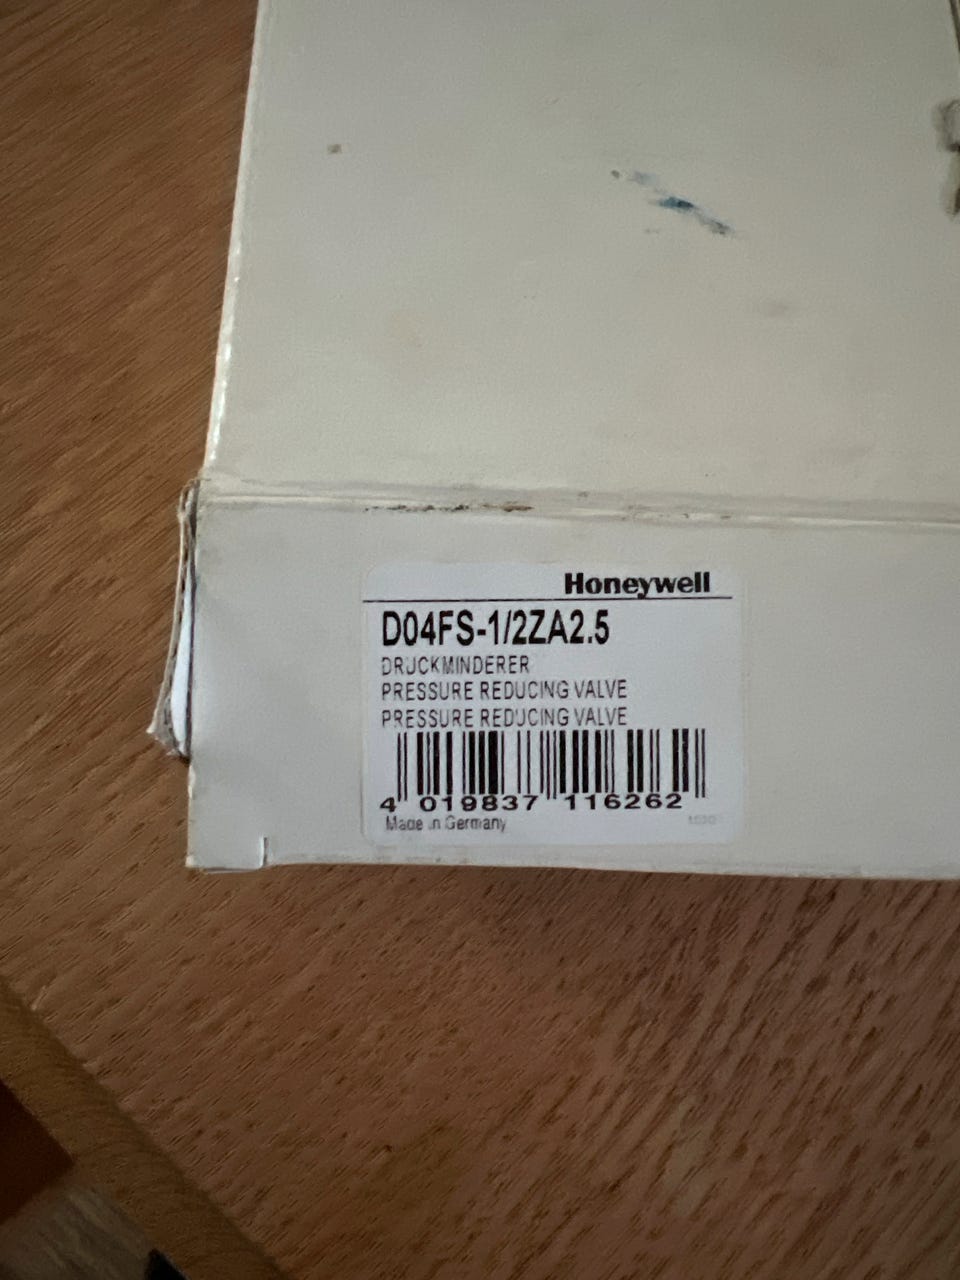 Honeywell
D04FS-1/2ZA2.5
DRUCKMINDERER
PRESSURE REDUCING VALVE
PRESSURE REDUCING VALVE
4 019837 116262
Made in Germany